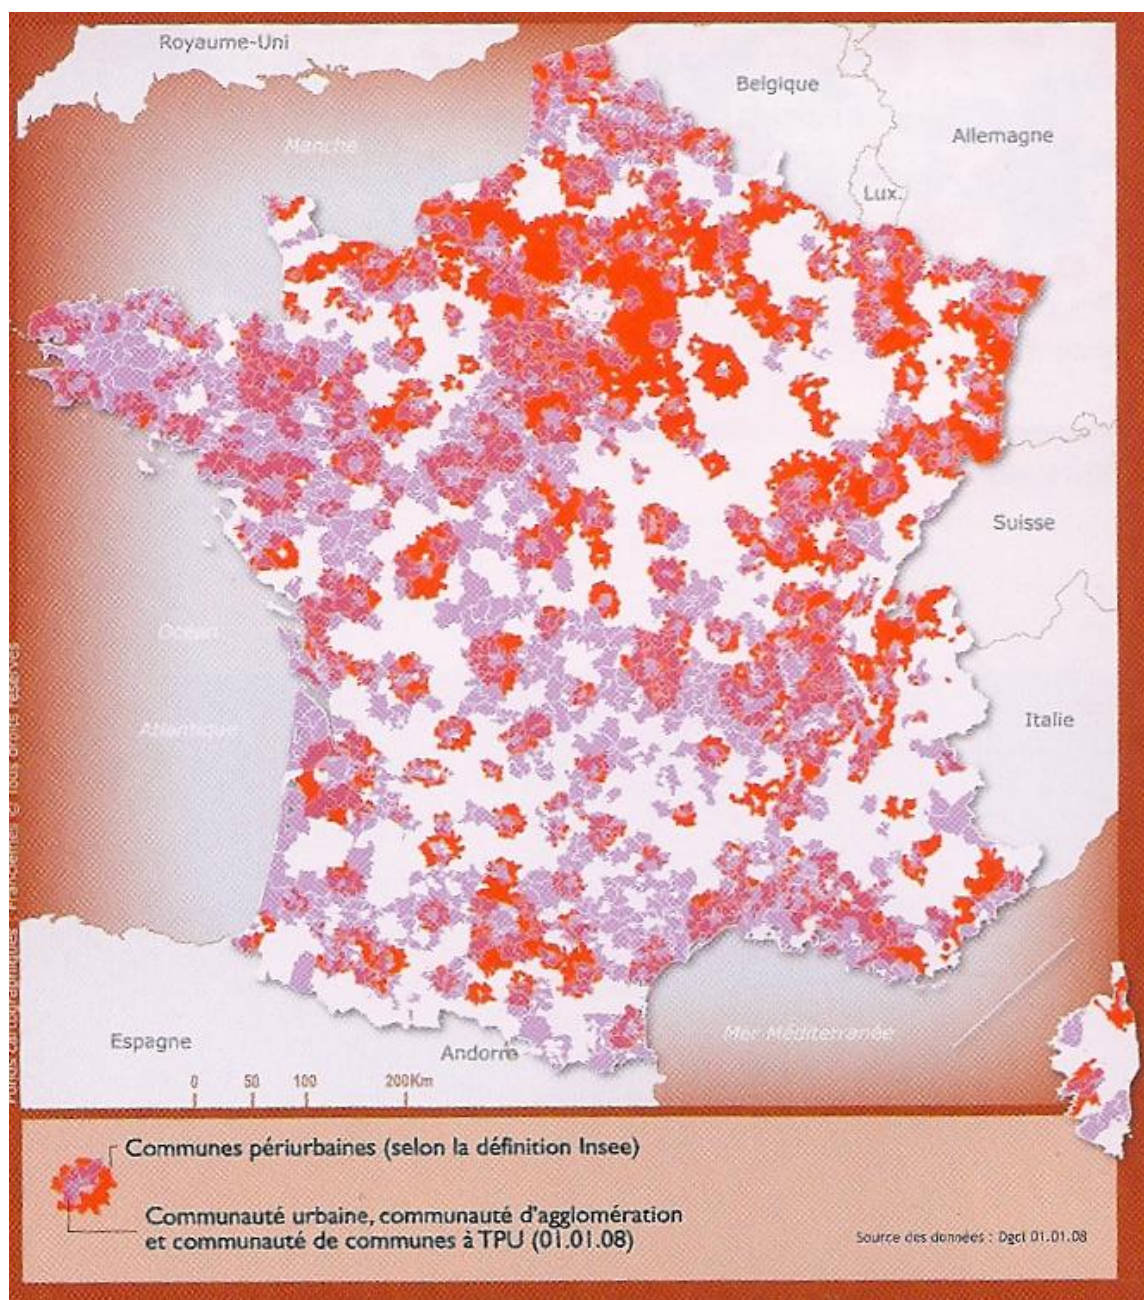 Royaume-Uni
Belgique
Allemagne
Manche
Lux.
Suisse
Océan
Atlantique
Italie
Mer Méditerranée
Espagne
Andorre
0 50 100 200Km
Communes périurbaines (selon la définition Insee)
Communauté urbaine, communauté d'agglomération
et communauté de communes à TPU (01.01.08)
Source des données : Dgcl 01.01.08
cartographiques